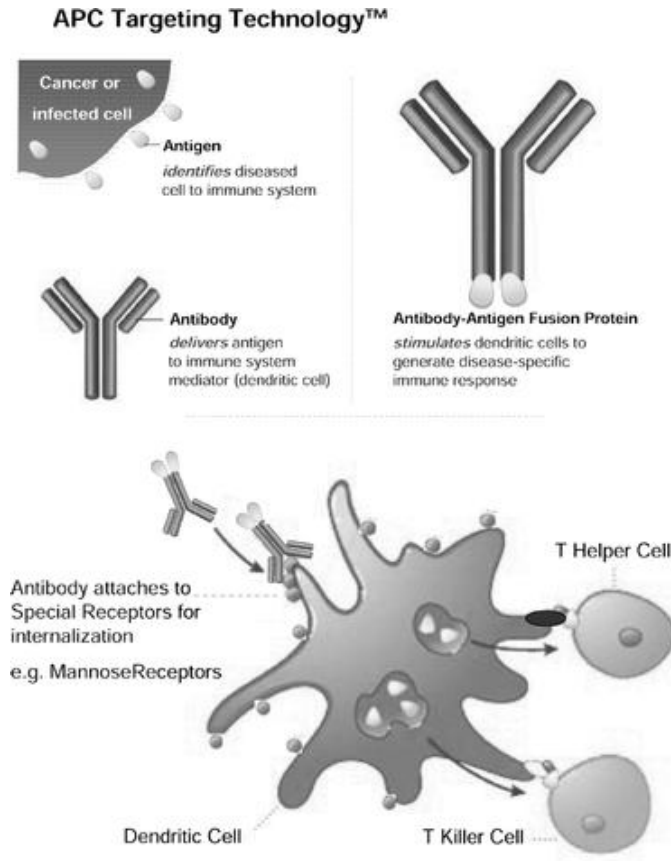 APC Targeting Technology™
Cancer or
infected cell
Antigen
identifies diseased
cell to immune system
Antibody
delivers antigen
to immune system
mediator (dendritic cell)
Antibody-Antigen Fusion Protein
stimulates dendritic cells to
generate disease-specific
immune response
Antibody attaches to
Special Receptors for
internalization
e.g. MannoseReceptors
T Helper Cell
Dendritic Cell
T Killer Cell